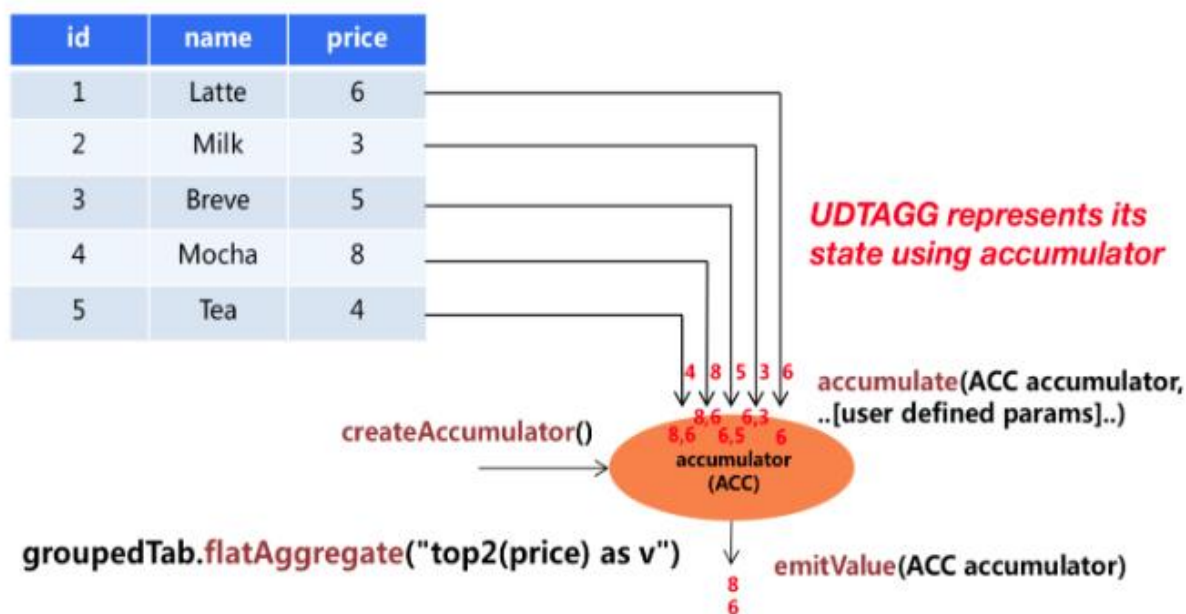 id name price
1 Latte 6
2 Milk 3
3 Breve 5
4 Mocha 8
5 Tea 4
UDTAGG represents its
state using accumulator
4 8 5 3 6
accumulate(ACC accumulator,
..[user defined params]..)
createAccumulator()
8,6 6,3
8,6 6,5 6
accumulator
(ACC)
groupedTab.flatAggregate("top2(price) as v")
emitValue(ACC accumulator)
8
6